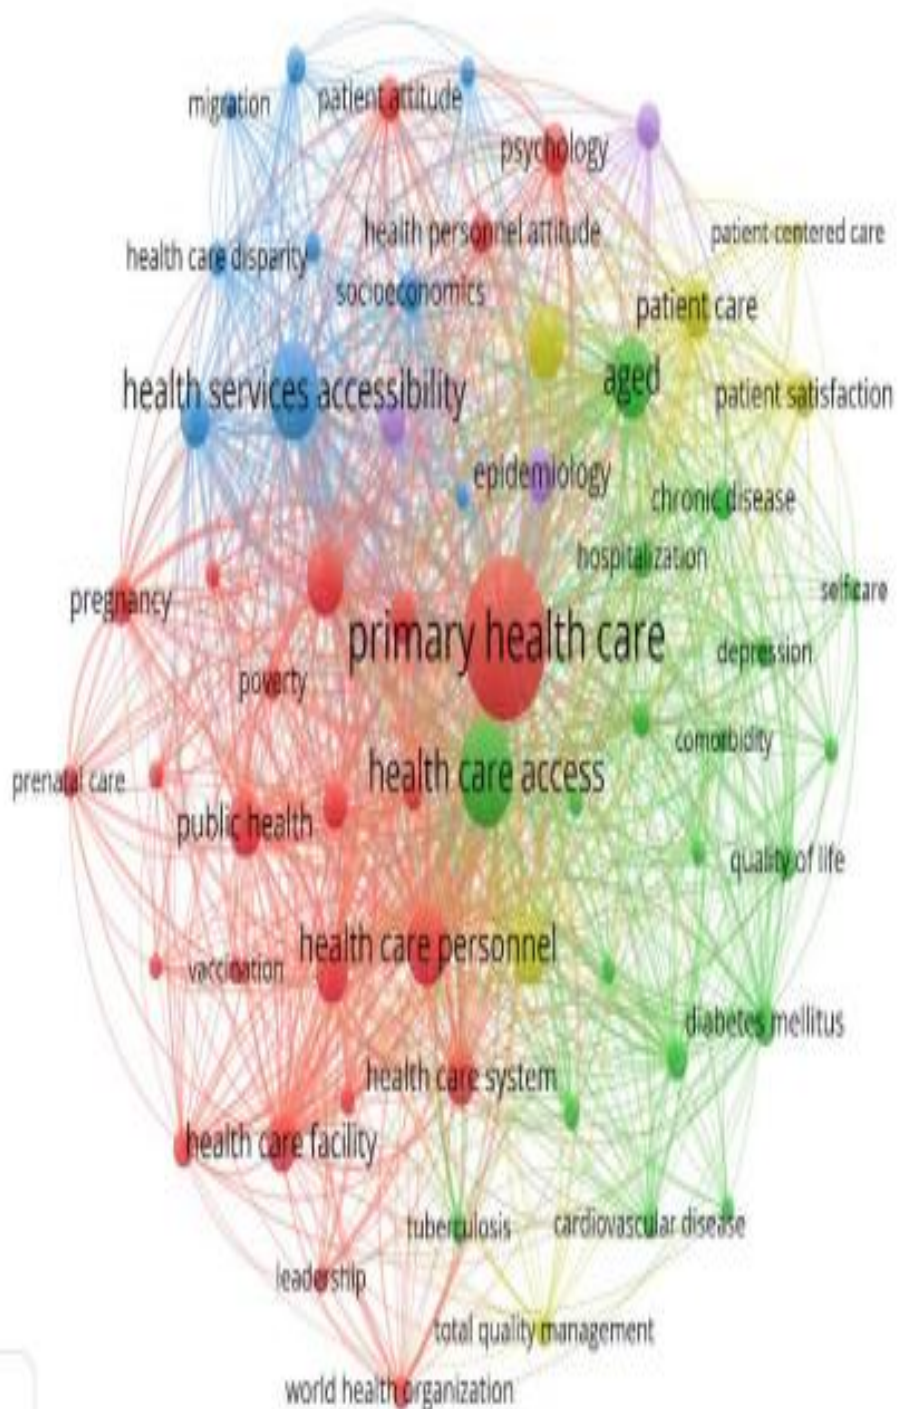 migration
patient attitude
psychology
health personnel attitude
patient-centered care
health care disparity
socioeconomics
patient care
health services accessibility
aged
patient satisfaction
epidemiology
chronic disease
hospitalization
pregnancy
selfcare
primary health care
depression
poverty
comorbidity
prenatal care
health care access
public health
quality of life
health care personnel
vaccination
diabetes mellitus
health care system
health care facility
tuberculosis
cardiovascular disease
leadership
total quality management
world health organization